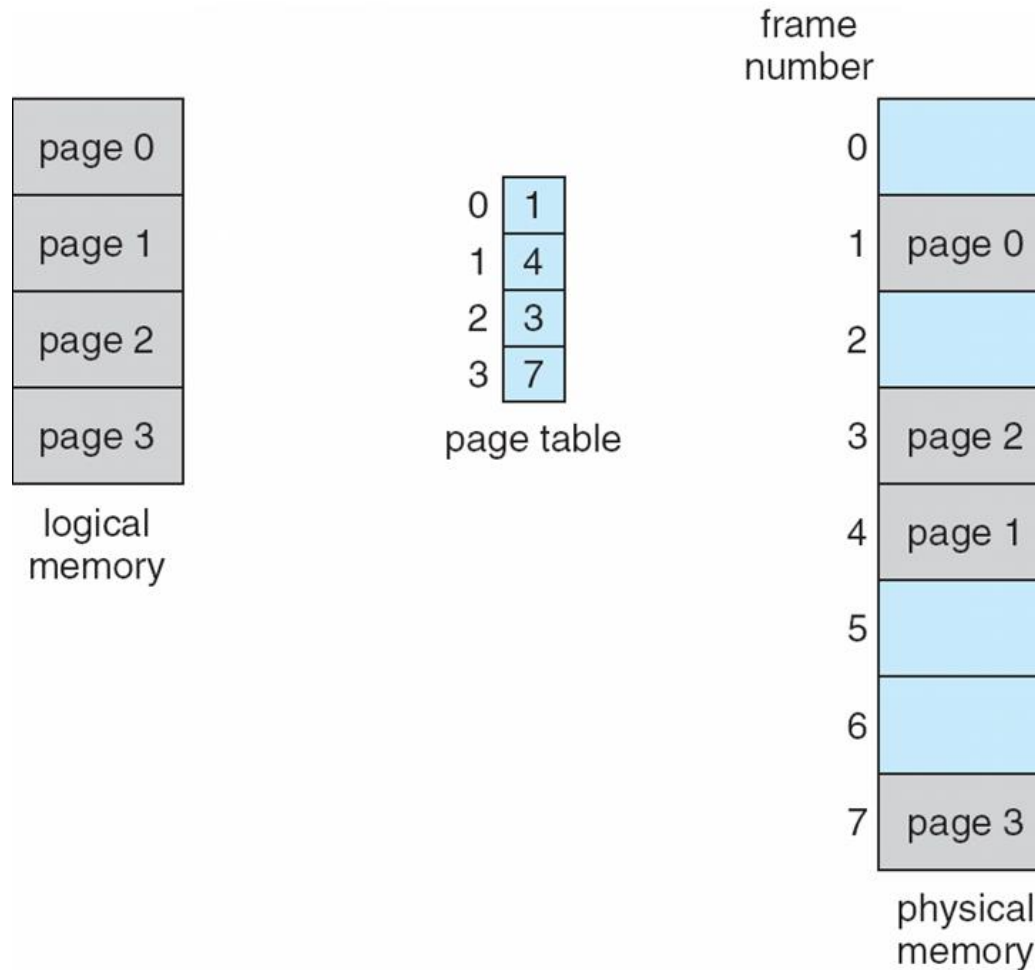 frame
number
page 0
page 1
page 2
page 3
logical
memory
0 1
1 4
2 3
3 7
page table
0
1 page 0
2
3 page 2
4 page 1
5
6
7 page 3
physical
memory